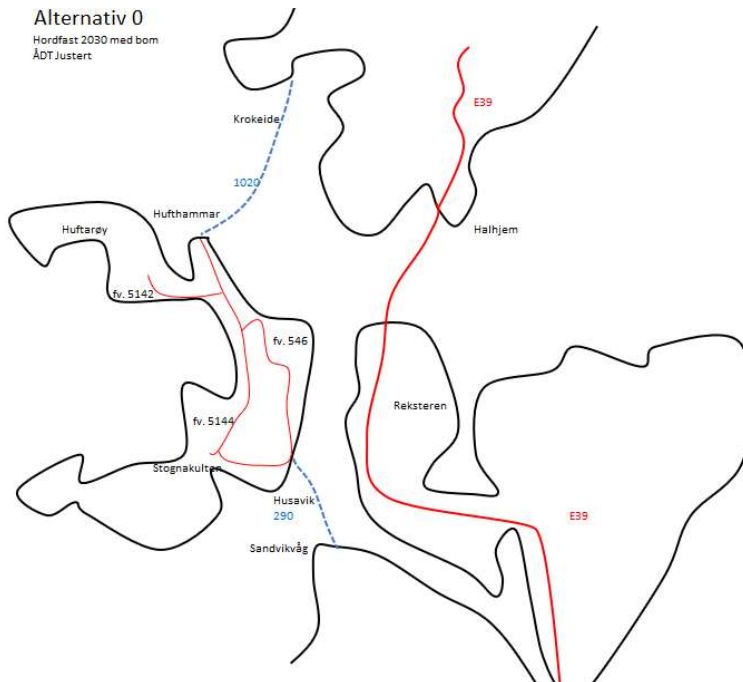 Alternativ 0
Hordfast 2030 med bom
ÅDT Justert
E39
Krokeide
1020
Hufthammar
Huftarøy
Halhjem
fv. 5142
fv. 546
Reksteren
fv. 5144
Stognakulten
Husavik
290
E39
Sandvikvåg